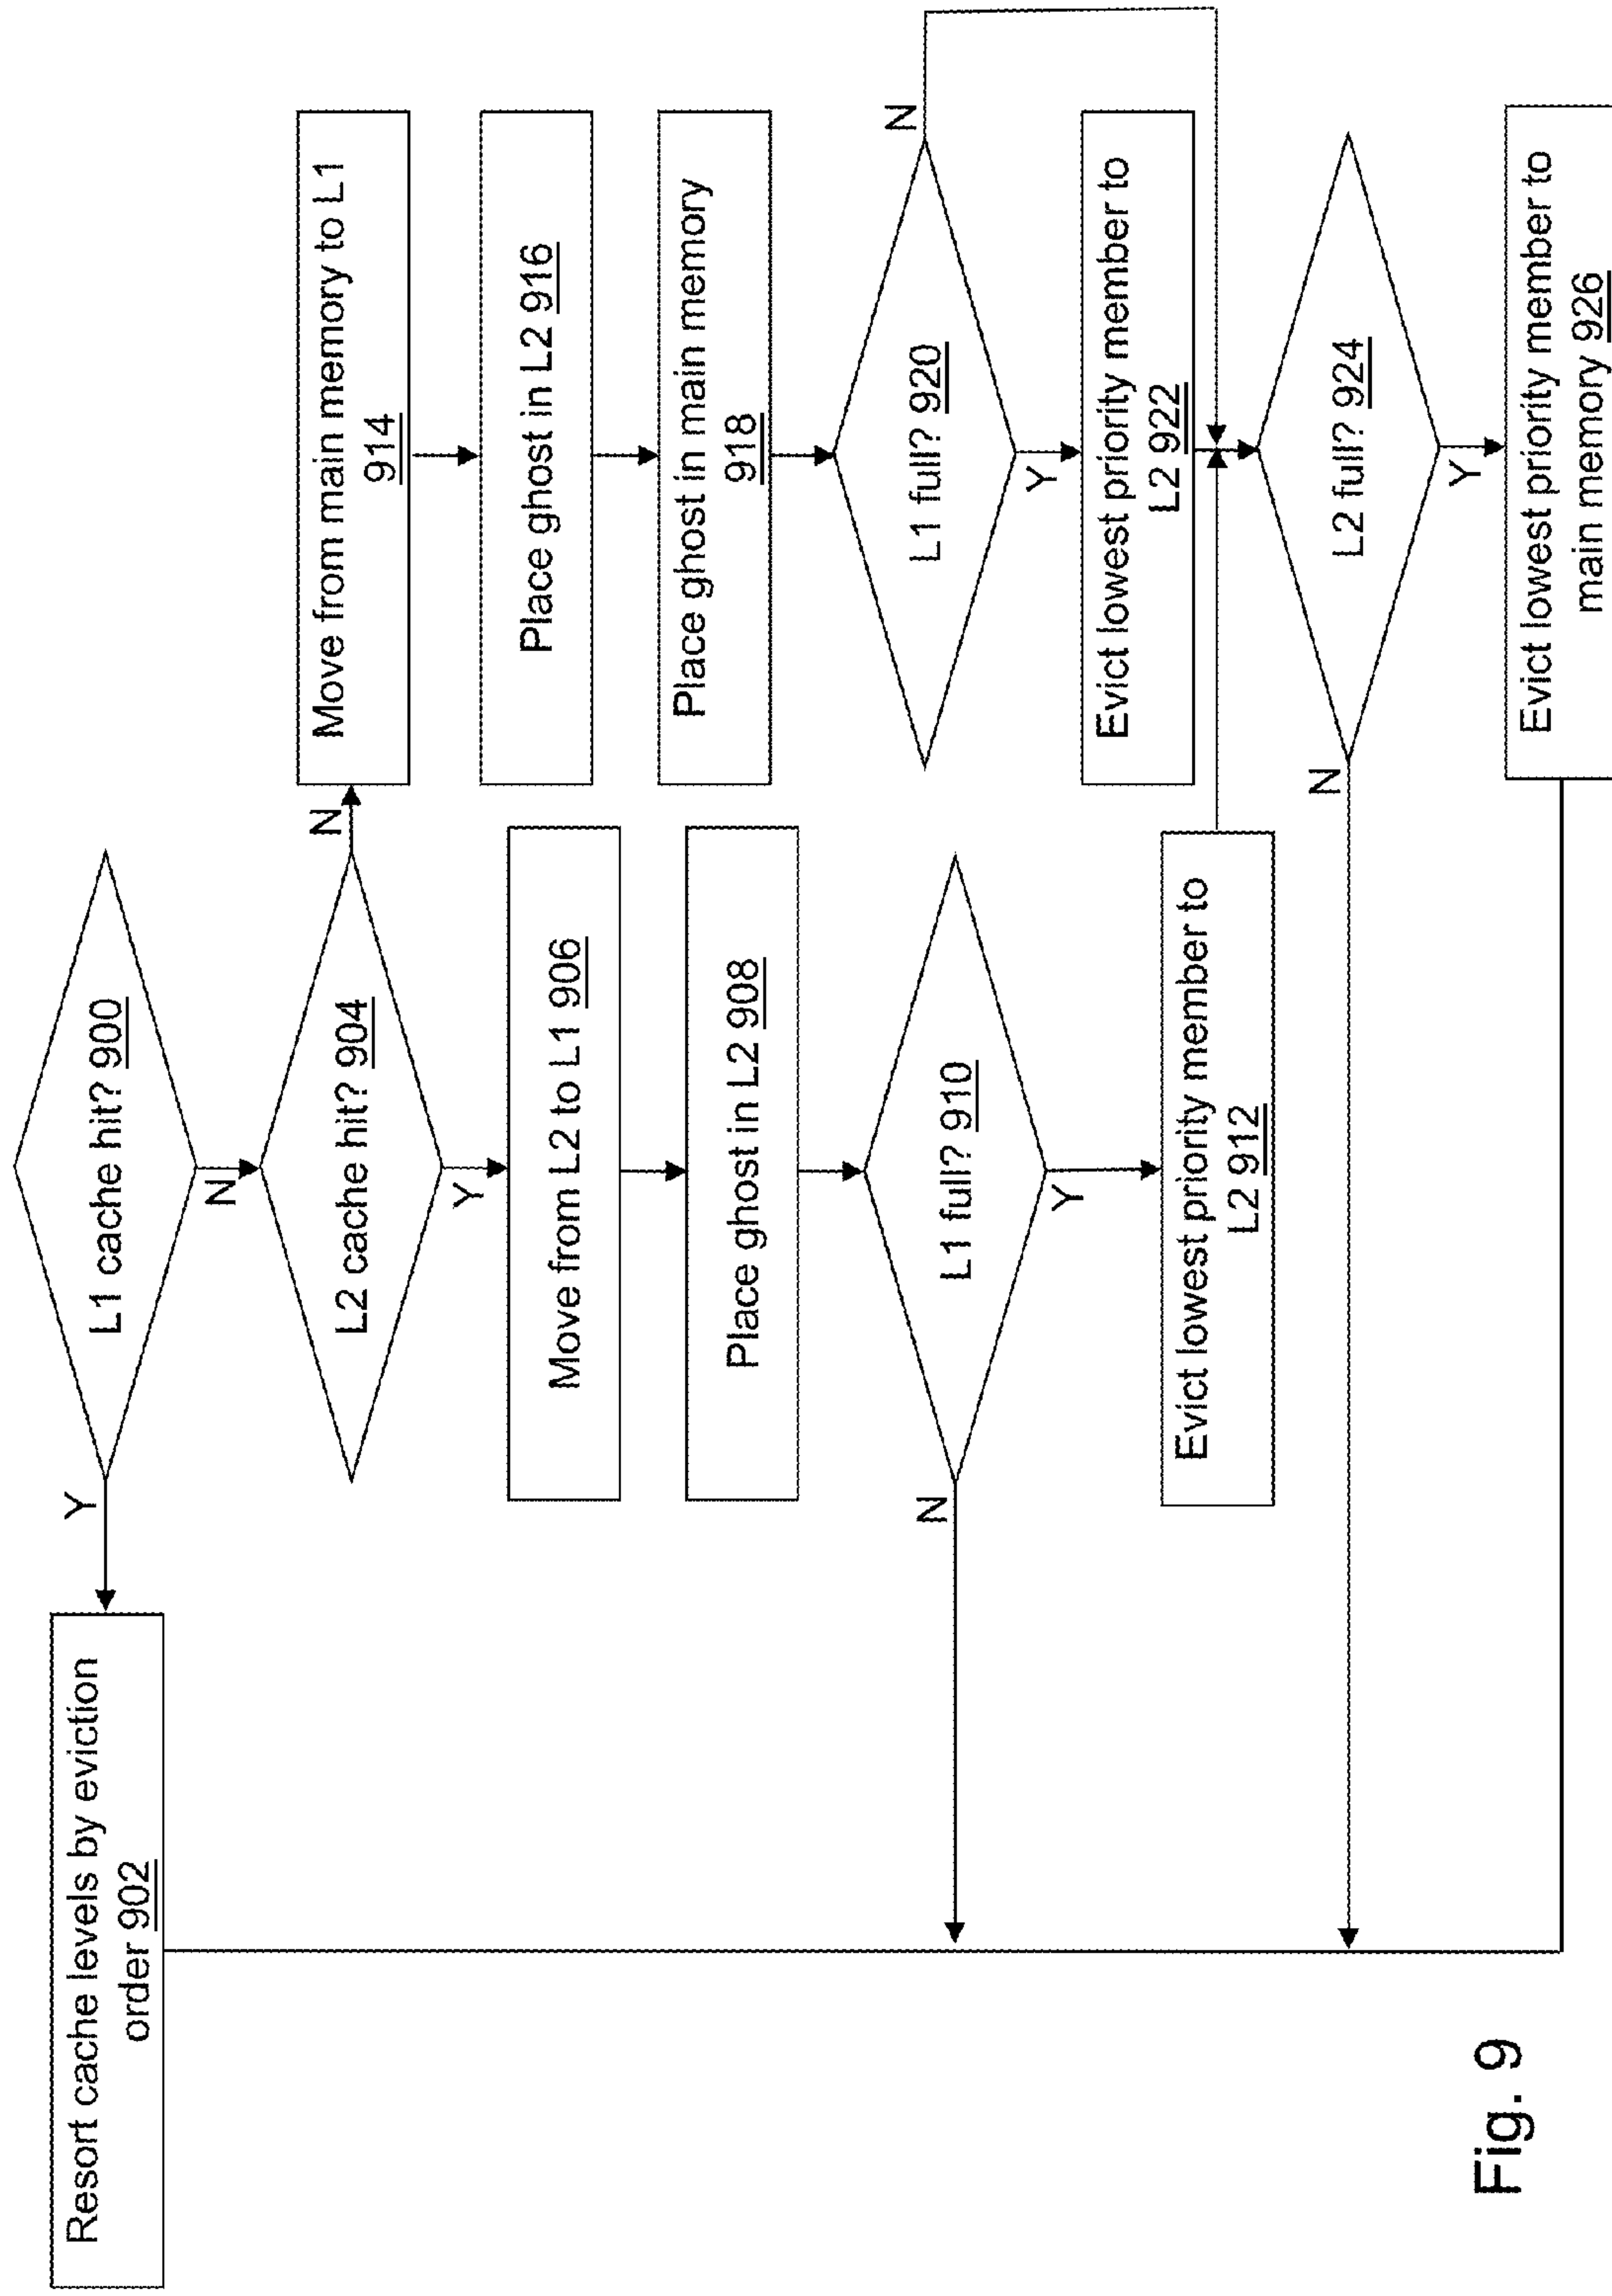 L1 cache hit? 900
Y
N
Resort cache levels by eviction
order 902
L2 cache hit? 904
N
Y
Move from L2 to L1 906
Place ghost in L2 908
L1 full? 910
N
Y
Evict lowest priority member to
L2 912
Move from main memory to L1
914
Place ghost in L2 916
Place ghost in main memory
918
L1 full? 920
N
Y
Evict lowest priority member to
L2 922
L2 full? 924
N
Y
Evict lowest priority member to
main memory 926
Fig. 9